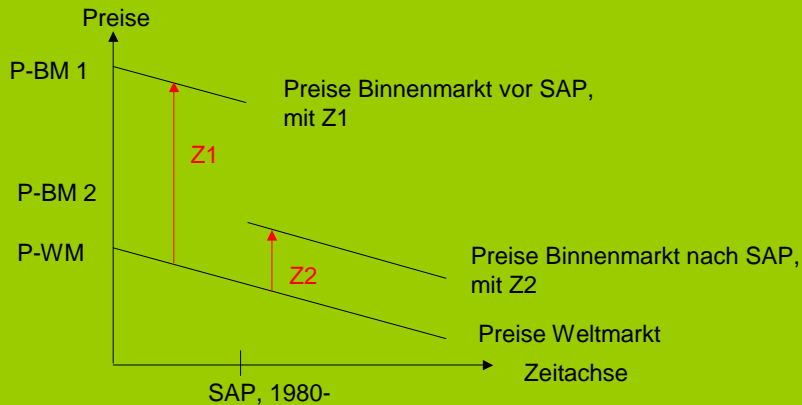 Preise
P-BM 1
Preise Binnenmarkt vor SAP,
mit Z1
Z1
P-BM 2
P-WM
Preise Binnenmarkt nach SAP,
mit Z2
Z2
Preise Weltmarkt
Zeitachse
SAP, 1980-